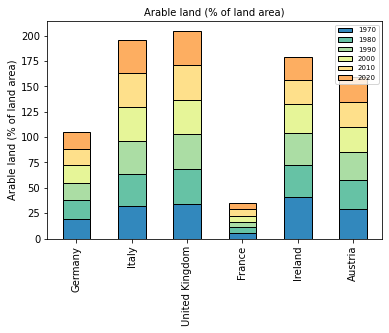 Arable land (% of land area)
1970
1980
1990
2000
2010
2020
Arable land (% of land area)
200
175
150
125
100
75
50
25
0
Germany
Italy
United Kingdom
France
Ireland
Austria